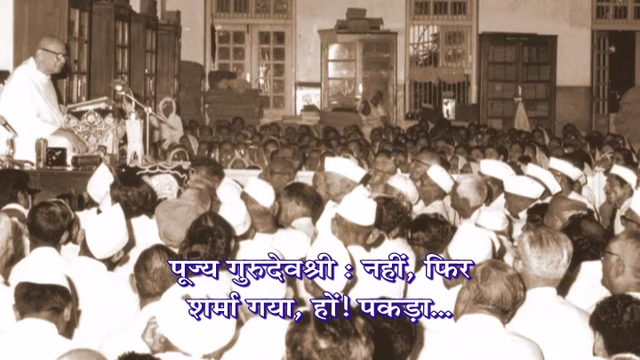 पूज्य गुरुदेवश्री : नहीं, फिर
शर्मा गया, हों! पकड़ा...